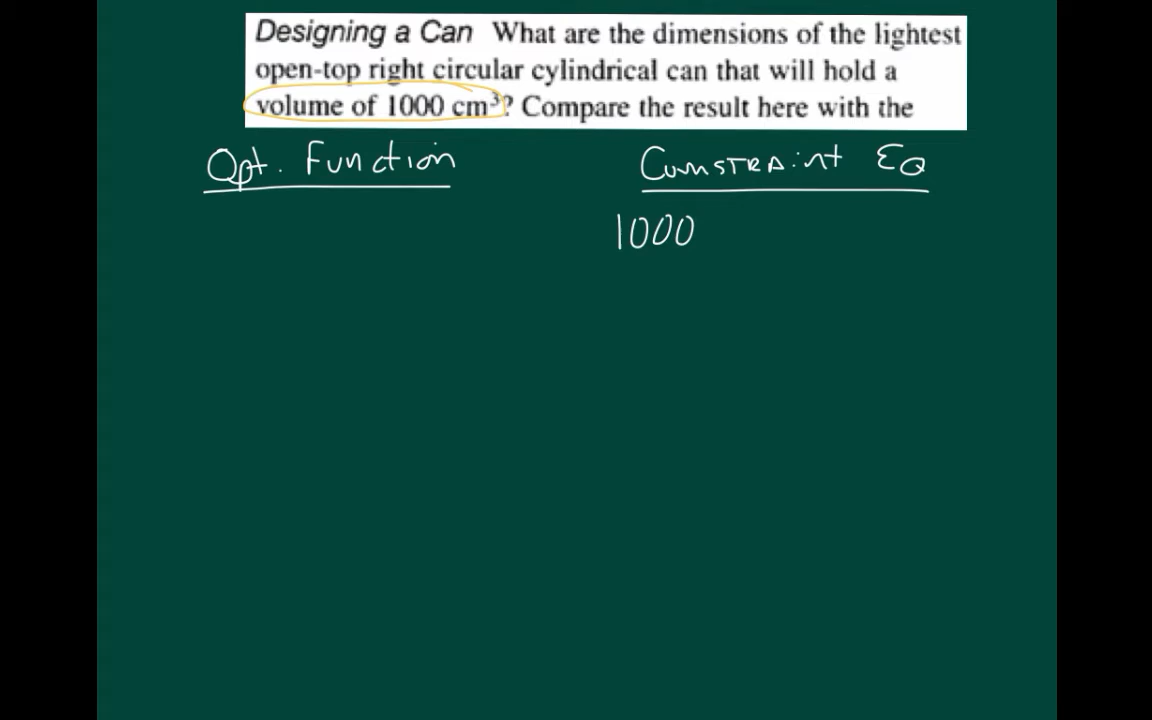 Designing a Can What are the dimensions of the lightest
open-top right circular cylindrical can that will hold a
volume of 1000 cm³? Compare the result here with the
Opt. Function
Constraint EQ
1000